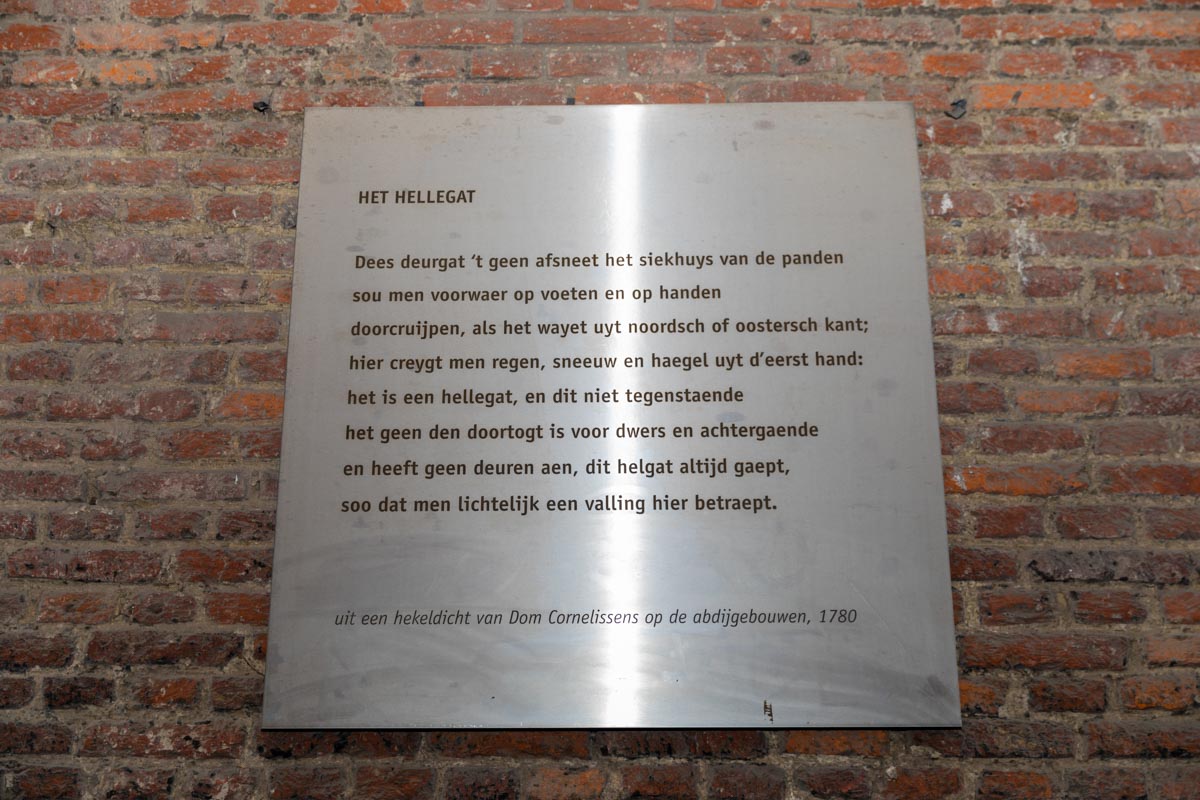 HET HELLEGAT
Dees deurgat ‘t geen afsneet het siekhuys van de panden
sou men voorwaer op voeten en op handen
doorcruijpen, als het wayet uyt noordsch of oostersch kant;
hier creygt men regen, sneeuw en haegel uyt d’eerst hand:
het is een hellegat, en dit niet tegenstaende
het geen den doortogt is voor dwers en achtergaende
en heeft geen deuren aen, dit helgat altijd gaept,
soo dat men lichtelijk een valling hier betraept.
uit een hekeldicht van Dom Cornelissens op de abdijgebouwen, 1780